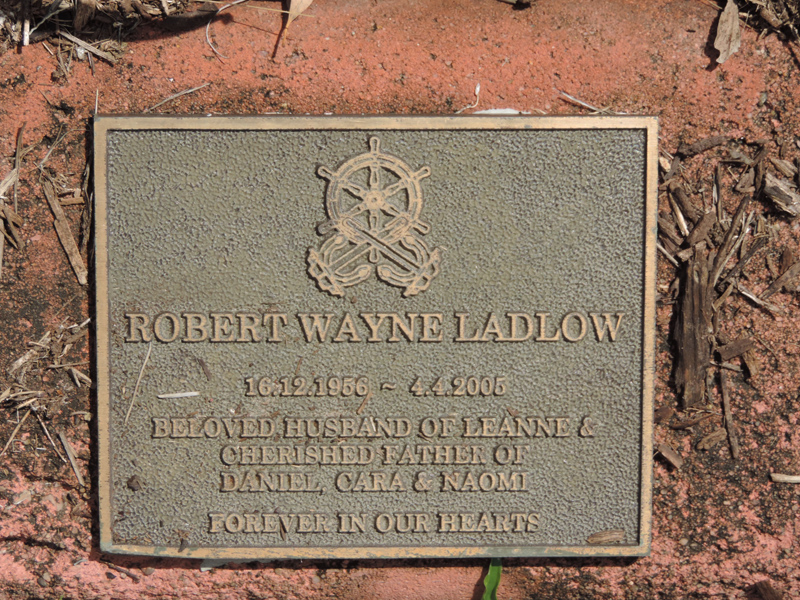 ROBERT WAYNE LADLOW
16.12.1956 ~ 4.4.2005
BELOVED HUSBAND OF LEANNE &
CHERISHED FATHER OF
DANIEL, CARA & NAOMI
FOREVER IN OUR HEARTS